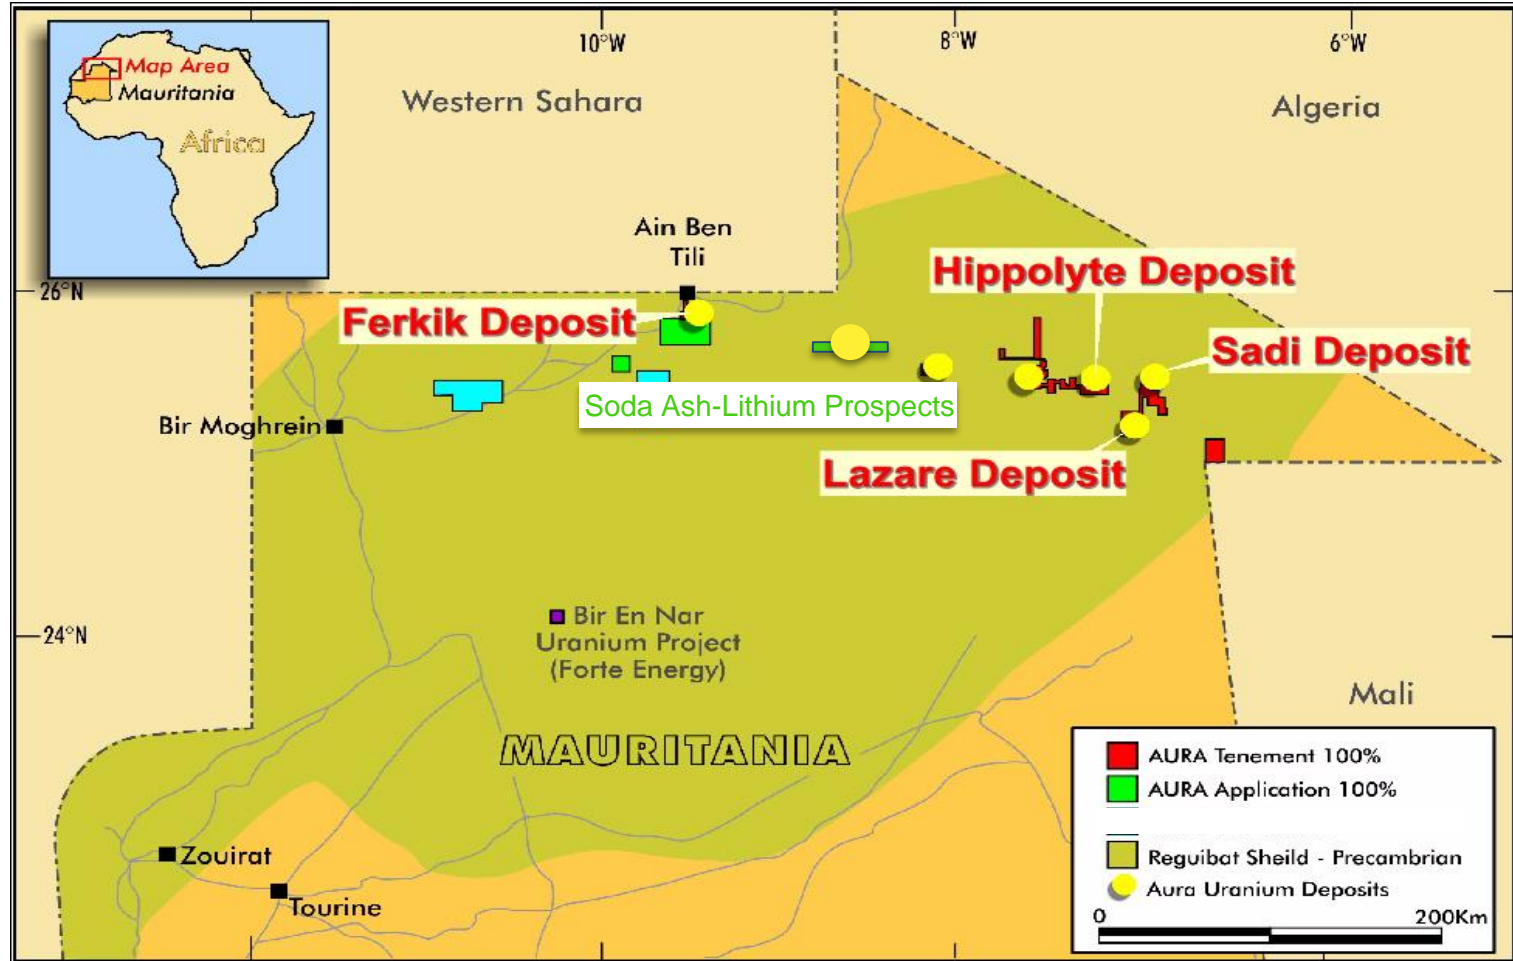 10°W
8°W
6°W
Map Area
Mauritania
Africa
Western Sahara
Algeria
Ain Ben
Tili
26°N
Hippolyte Deposit
Ferkik Deposit
Sadi Deposit
Soda Ash-Lithium Prospects
Bir Moghrein
Lazare Deposit
24°N
Bir En Nar
Uranium Project
(Forte Energy)
Mali
MAURITANIA
AURA Tenement 100%
AURA Application 100%
Reguibat Sheild - Precambrian
Aura Uranium Deposits
0 200Km
Zouirat
Tourine